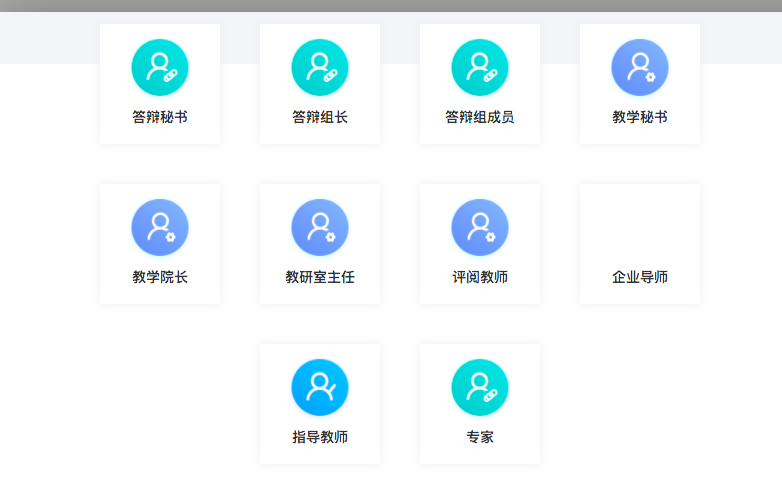 答辩秘书
答辩组长
答辩组成员
教学秘书
教学院长
教研室主任
评阅教师
企业导师
指导教师
专家